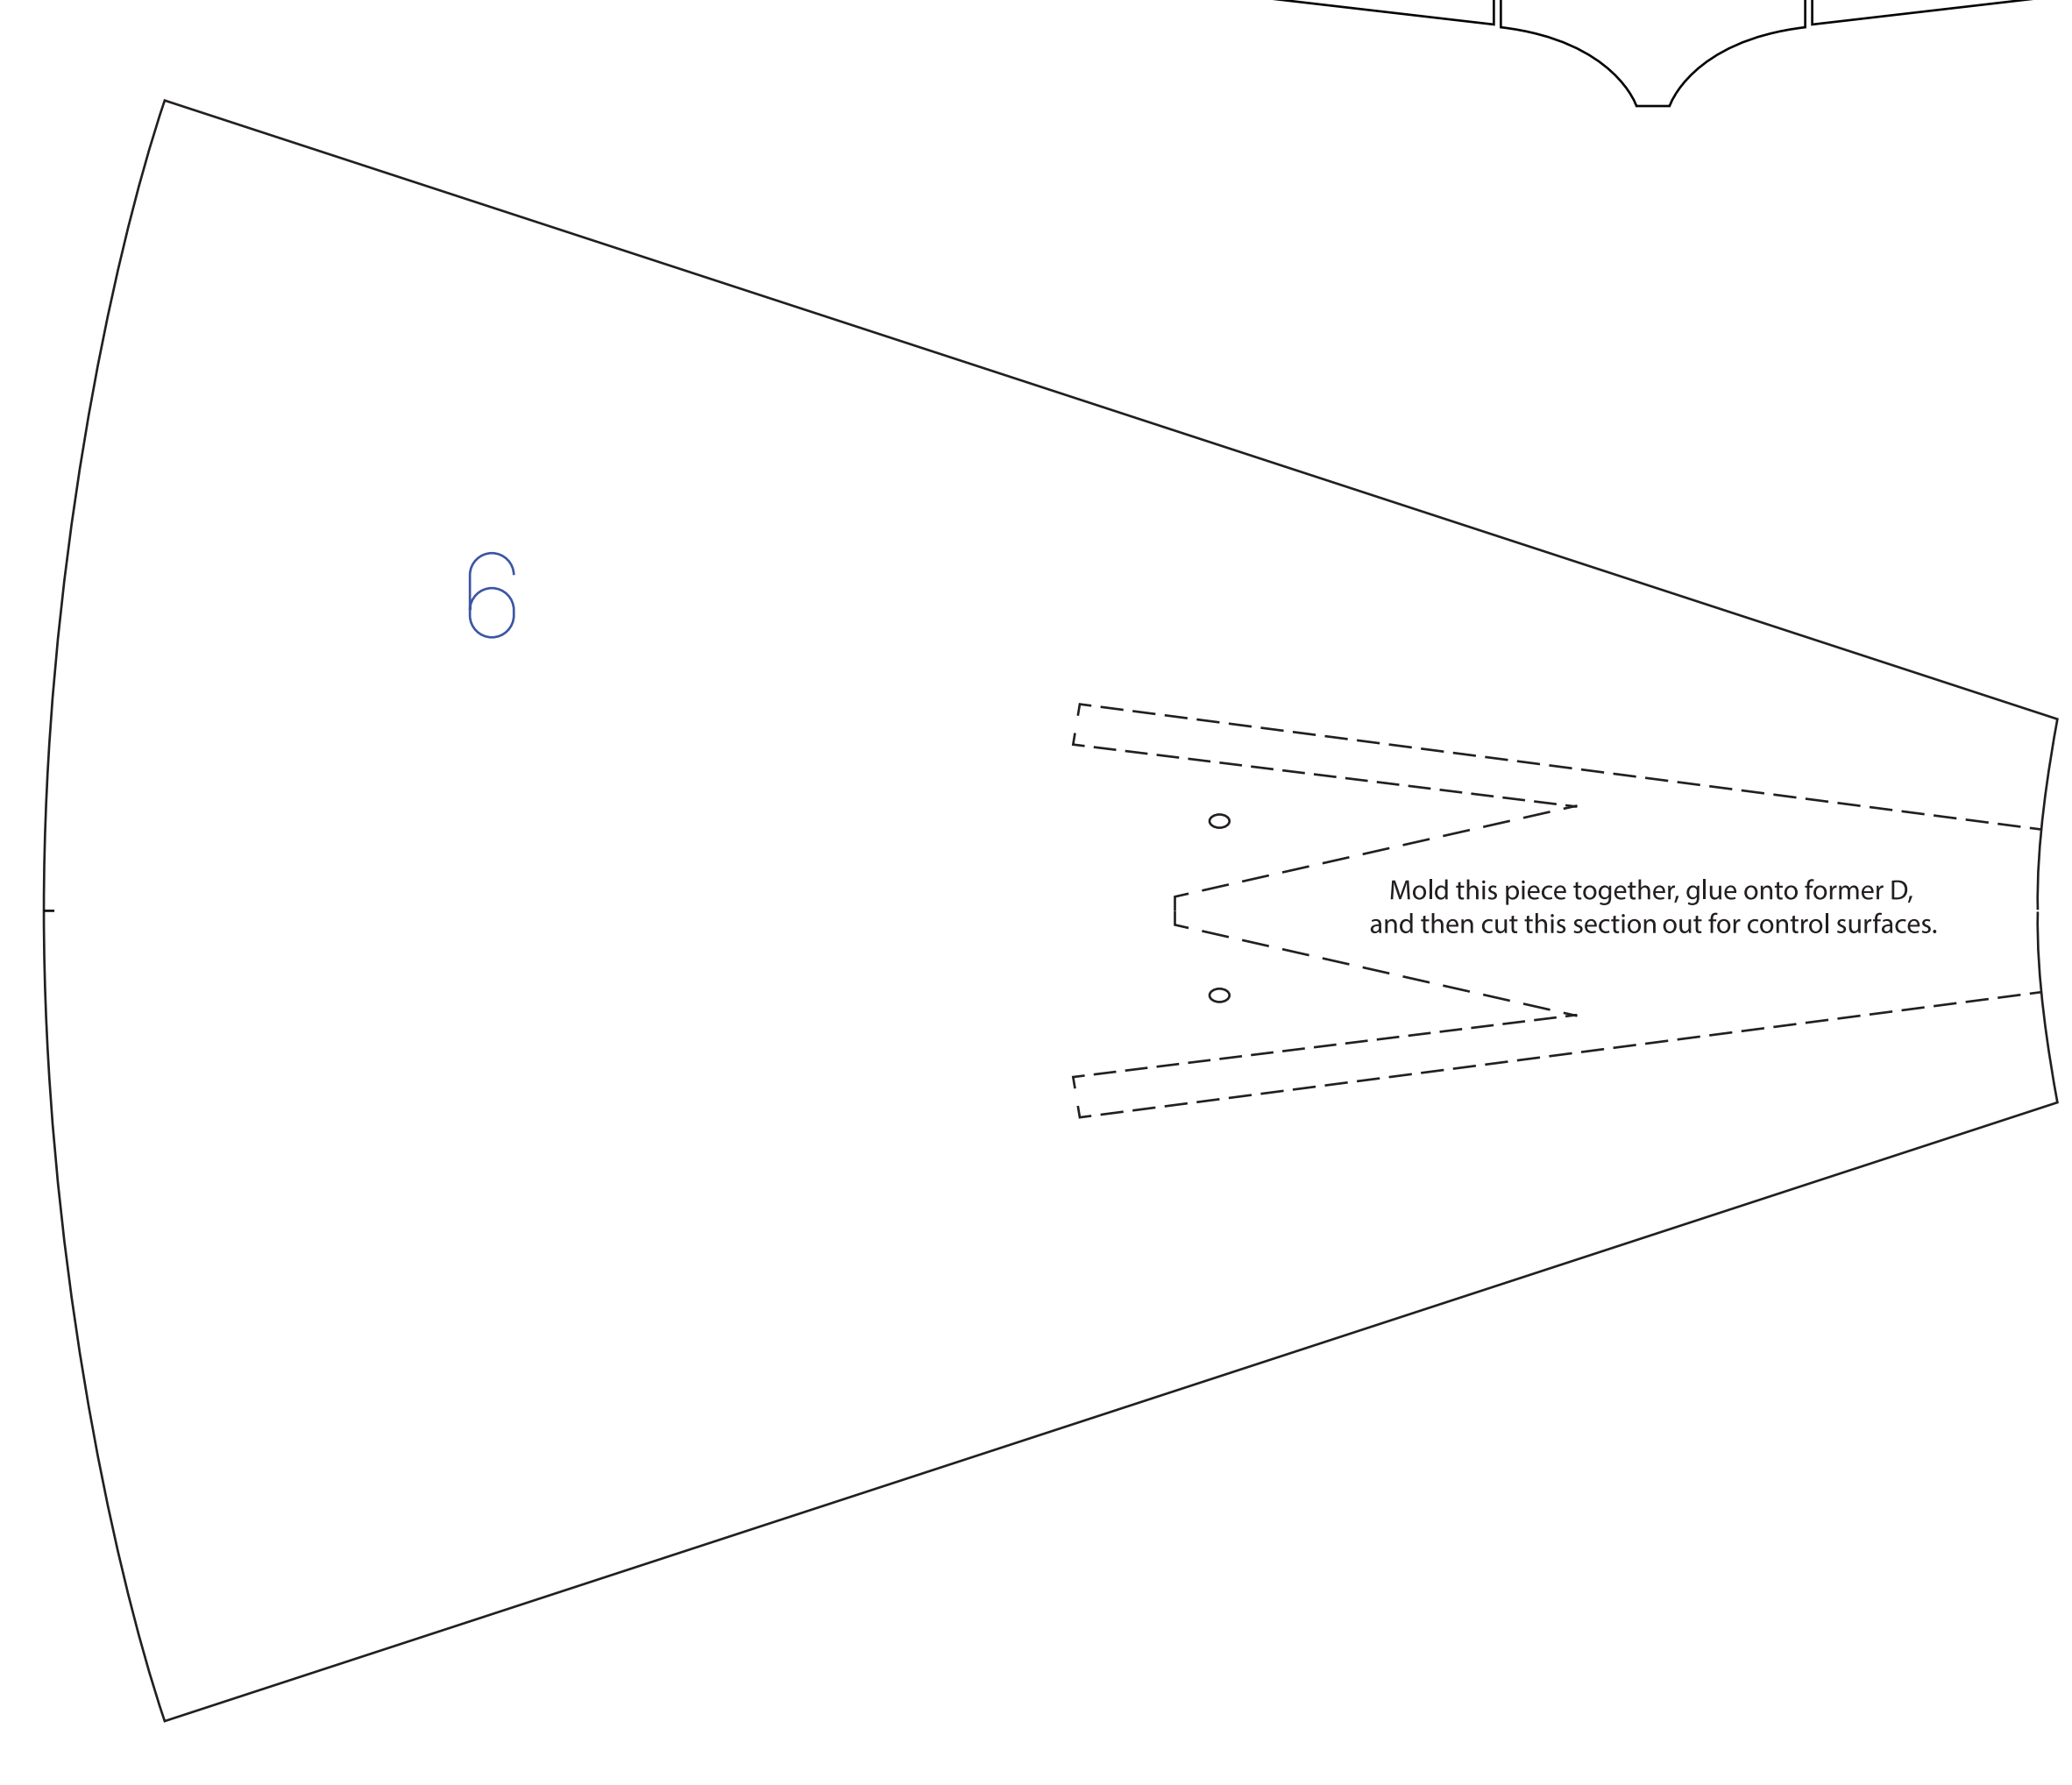 6
Mold this piece together, glue onto former D,
and then cut this section out for control surfaces.